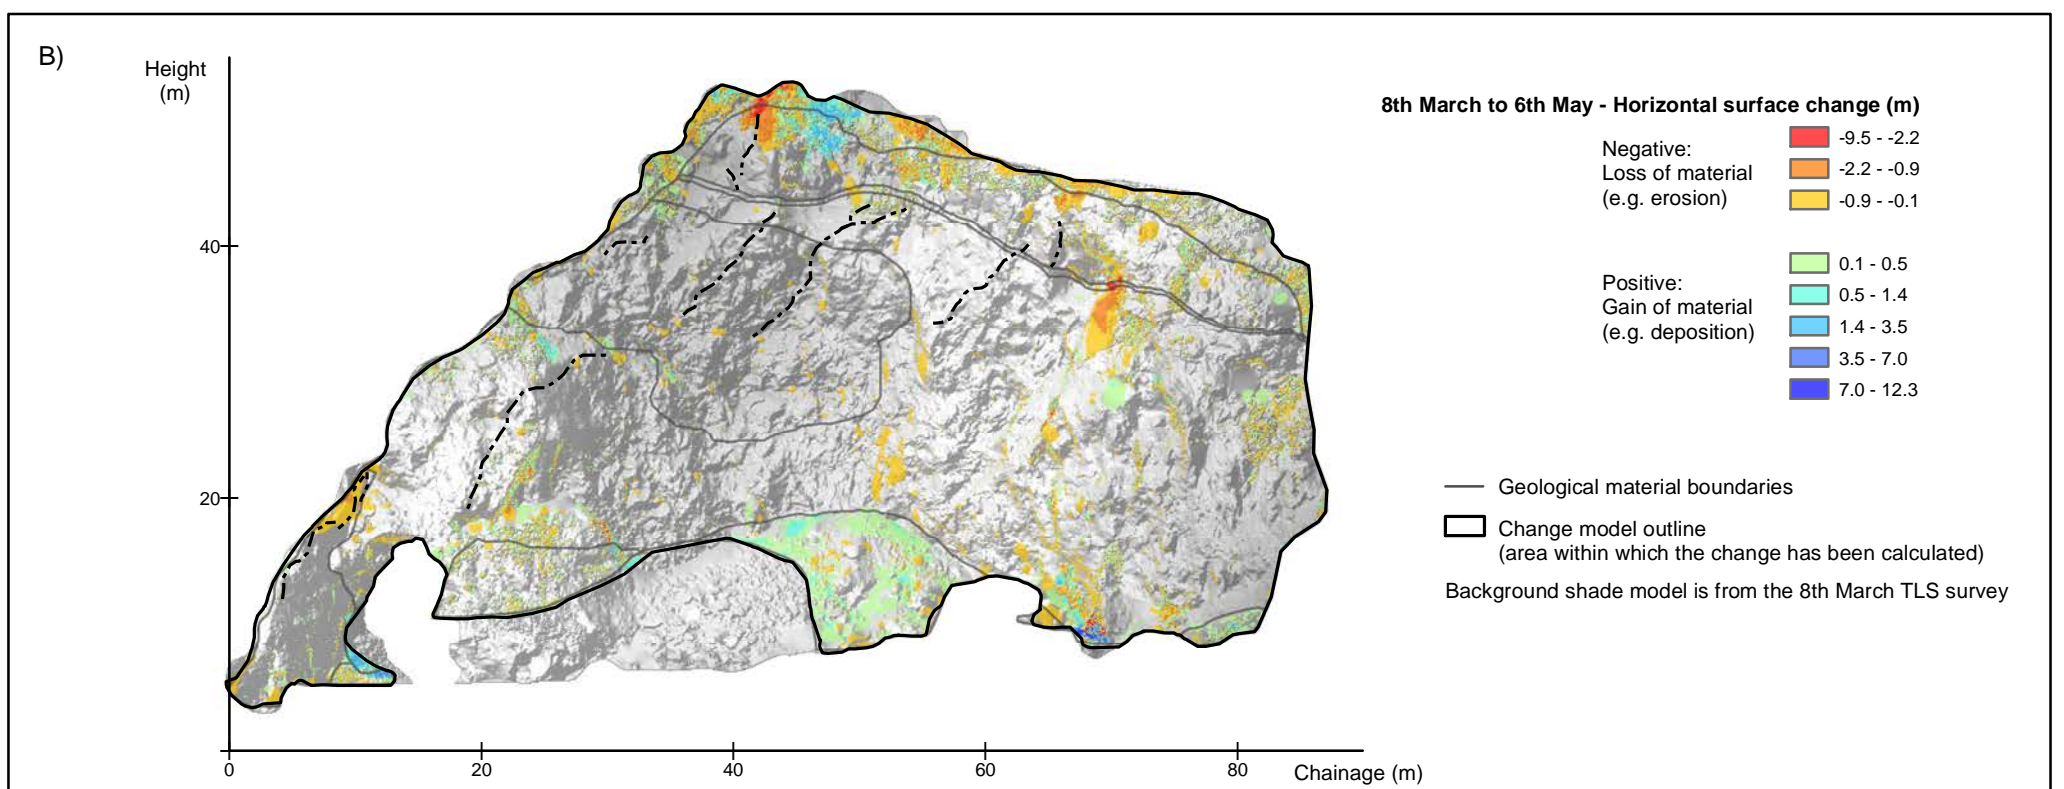 B)
Height
(m)
40
20
0
20
40
60
80
Chainage (m)
8th March to 6th May - Horizontal surface change (m)
Negative:
Loss of material
(e.g. erosion)
-9.5 - -2.2
-2.2 - -0.9
-0.9 - -0.1
Positive:
Gain of material
(e.g. deposition)
0.1 - 0.5
0.5 - 1.4
1.4 - 3.5
3.5 - 7.0
7.0 - 12.3
Geological material boundaries
Change model outline
(area within which the change has been calculated)
Background shade model is from the 8th March TLS survey